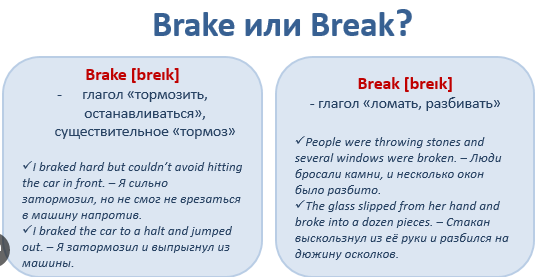 Brake или Break?
Brake [breık]
- глагол «тормозить,
останавливаться»,
существительное «тормоз»
✓I braked hard but couldn’t avoid hitting
the car in front. – Я сильно
затормозил, но не смог не врезаться
в машину напротив.
✓I braked the car to a halt and jumped
out. – Я затормозил и выпрыгнул из
машины.
Break [breık]
- глагол «ломать, разбивать»
✓People were throwing stones and
several windows were broken. – Люди
бросали камни, и несколько окон
было разбито.
✓The glass slipped from her hand and
broke into a dozen pieces. – Стакан
выскользнул из её руки и разбился на
дюжину осколков.